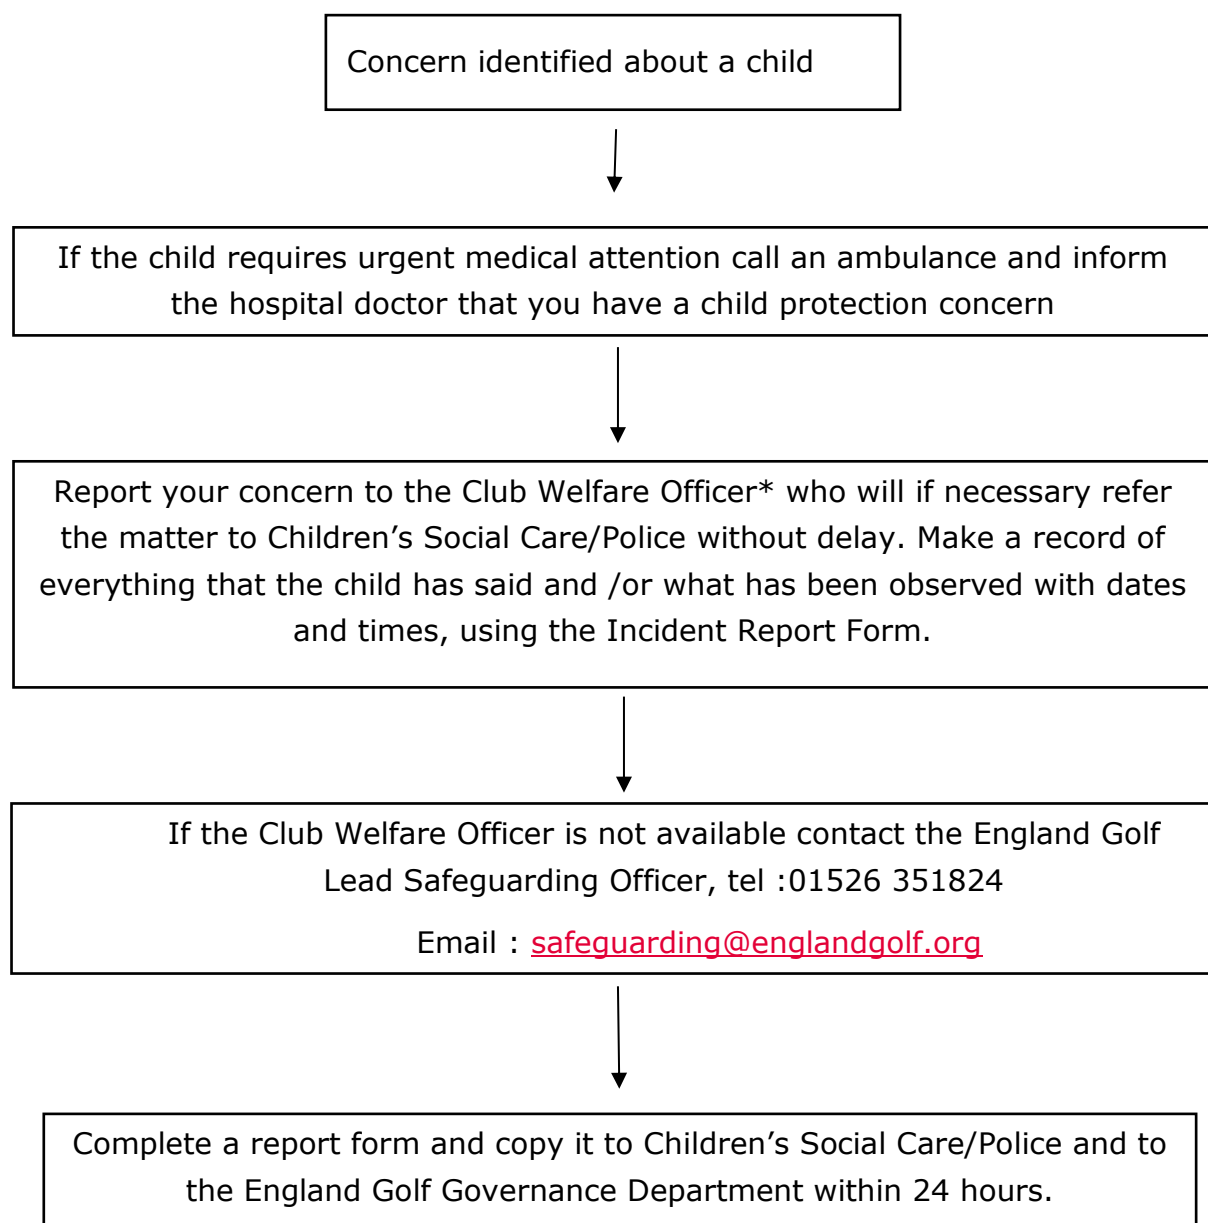 Concern identified about a child
If the child requires urgent medical attention call an ambulance and inform
the hospital doctor that you have a child protection concern
Report your concern to the Club Welfare Officer* who will if necessary refer
the matter to Children’s Social Care/Police without delay. Make a record of
everything that the child has said and /or what has been observed with dates
and times, using the Incident Report Form.
If the Club Welfare Officer is not available contact the England Golf
Lead Safeguarding Officer, tel :01526 351824
Email : safeguarding@englandgolf.org
Complete a report form and copy it to Children’s Social Care/Police and to
the England Golf Governance Department within 24 hours.